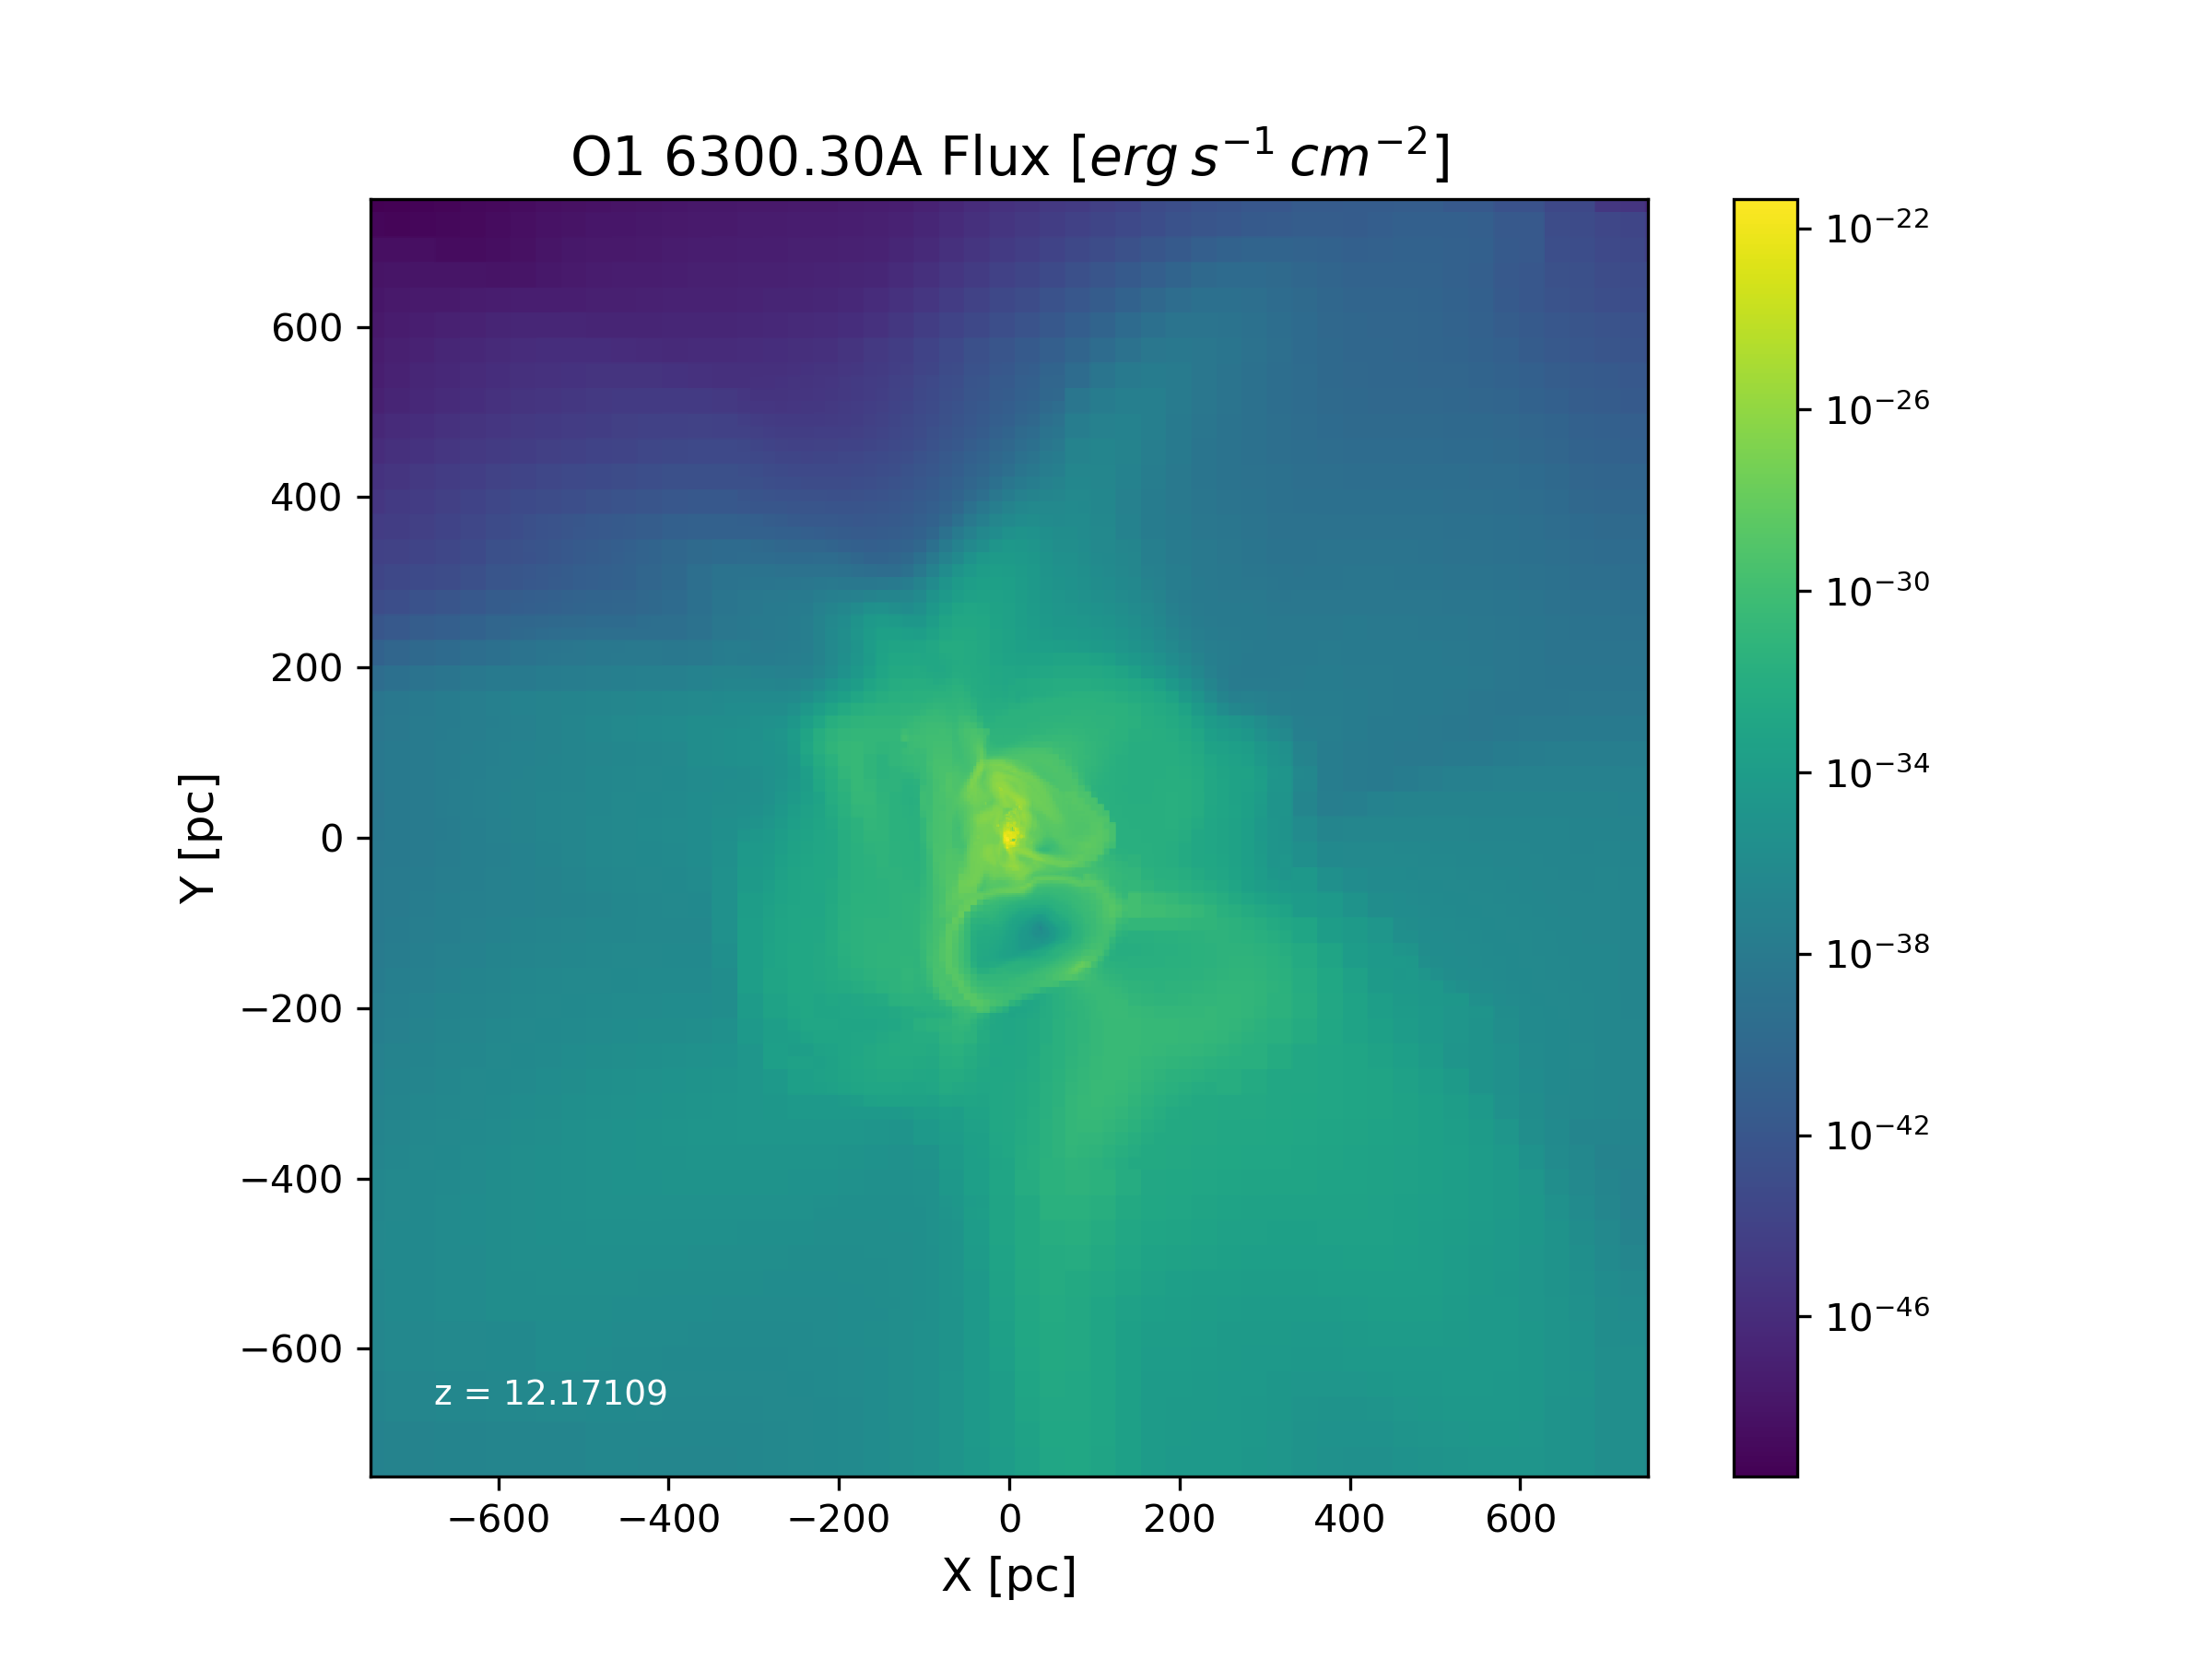 O1 6300.30A Flux [erg s⁻¹ cm⁻²]
Y [pc]
600
400
200
0
−200
−400
−600
z = 12.17109
−600 −400 −200 0 200 400 600
X [pc]
10⁻²²
10⁻²⁶
10⁻³⁰
10⁻³⁴
10⁻³⁸
10⁻⁴²
10⁻⁴⁶